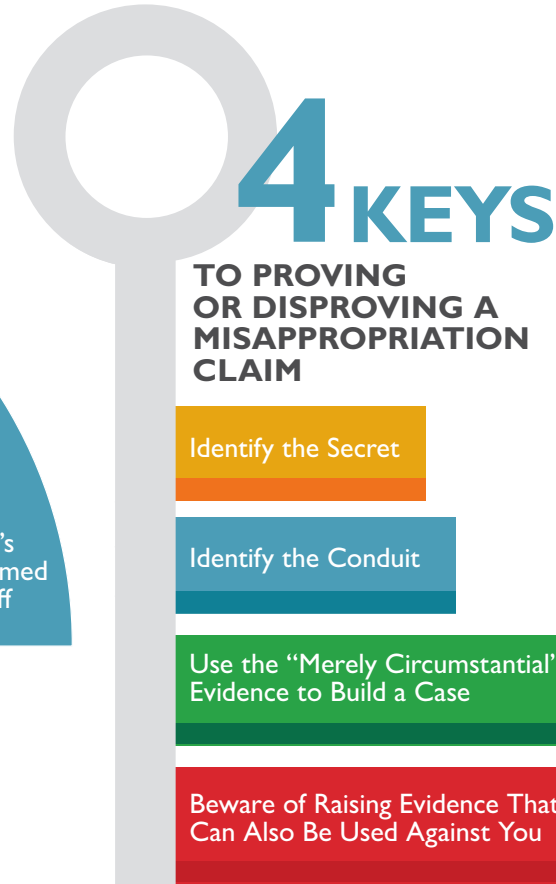 4 KEYS
TO PROVING
OR DISPROVING A
MISAPPROPRIATION
CLAIM
Identify the Secret
Identify the Conduit
’s
ff
Use the “Merely Circumstantial”
Evidence to Build a Case
Beware of Raising Evidence That
Can Also Be Used Against You